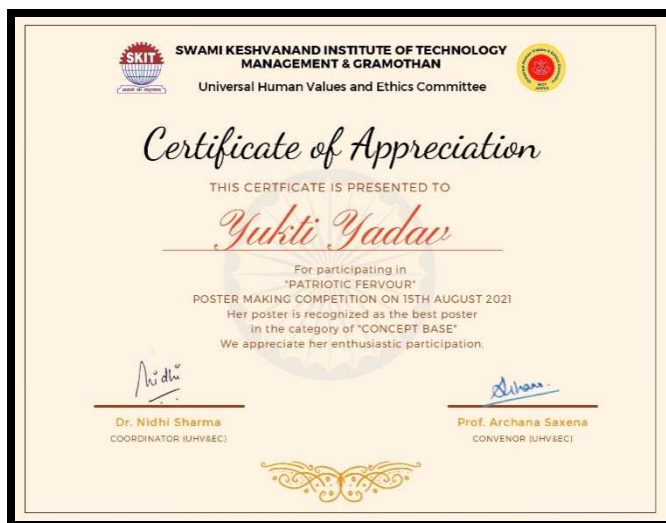 SKIT
SWAMI KESHVANAND INSTITUTE OF TECHNOLOGY
MANAGEMENT & GRAMOTHAN
Universal Human Values and Ethics Committee
Certificate of Appreciation
THIS CERTFICATE IS PRESENTED TO
Yukti Yadav
For participating in
"PATRIOTIC FERVOUR"
POSTER MAKING COMPETITION ON 15TH AUGUST 2021
Her poster is recognized as the best poster
in the category of "CONCEPT BASE"
We appreciate her enthusiastic participation.
Nidhi
Dr. Nidhi Sharma
COORDINATOR (UHV&EC)
Prof. Archana Saxena
CONVENOR (UHV&EC)